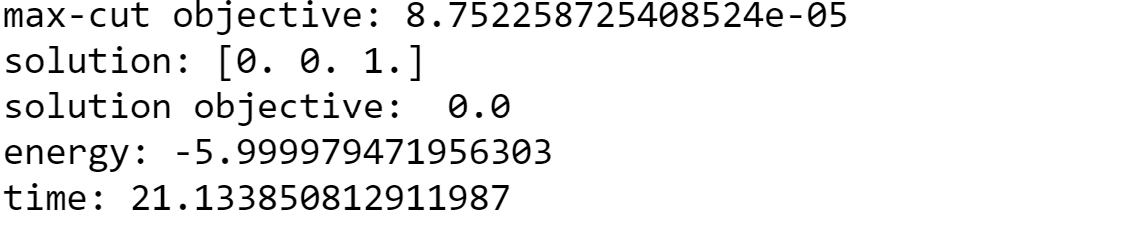 max-cut objective: 8.752258725408524e-05
solution: [0. 0. 1.]
solution objective:  0.0
energy: -5.999979471956303
time: 21.133850812911987